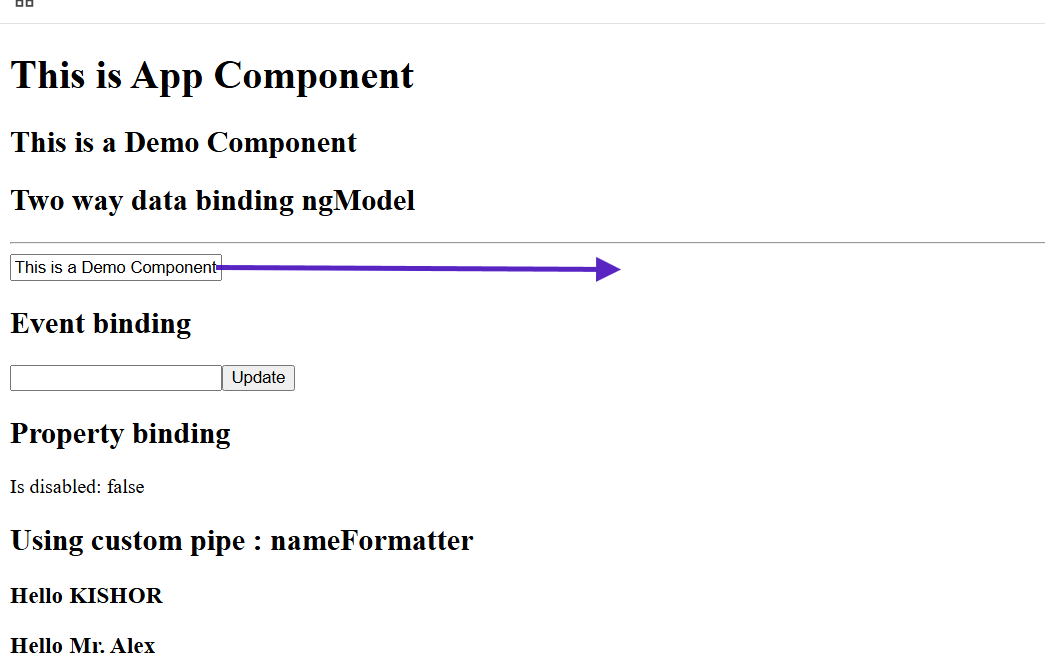 This is App Component
This is a Demo Component
Two way data binding ngModel
This is a Demo Component
Event binding
Update
Property binding
Is disabled: false
Using custom pipe : nameFormatter
Hello KISHOR
Hello Mr. Alex